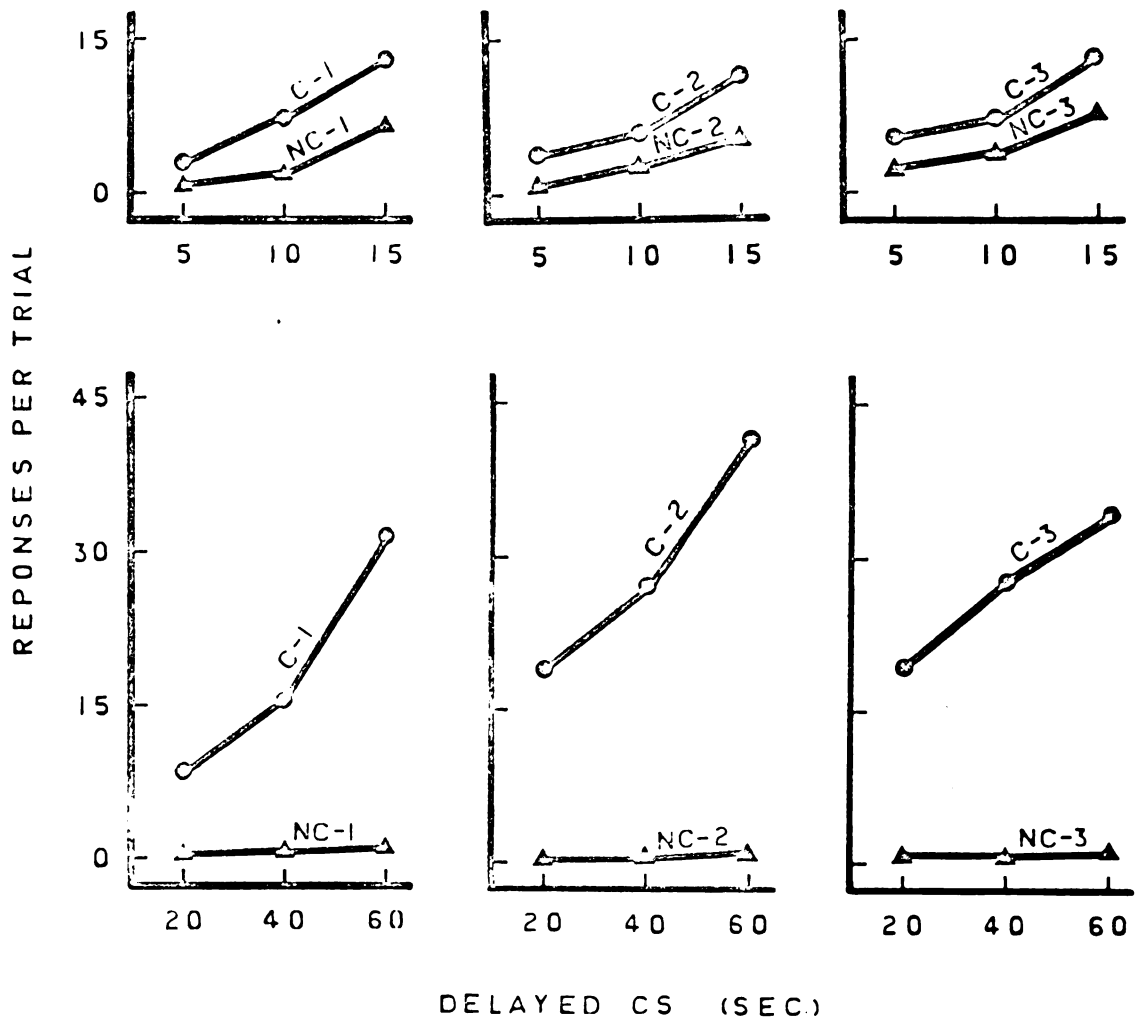 15
0
C-1
NC-1
5 10 15
C-2
NC-2
5 10 15
C-3
NC-3
5 10 15
REPONSES PER TRIAL
45
30
15
0
C-1
NC-1
20 40 60
C-2
NC-2
20 40 60
C-3
NC-3
20 40 60
DELAYED CS (SEC.)